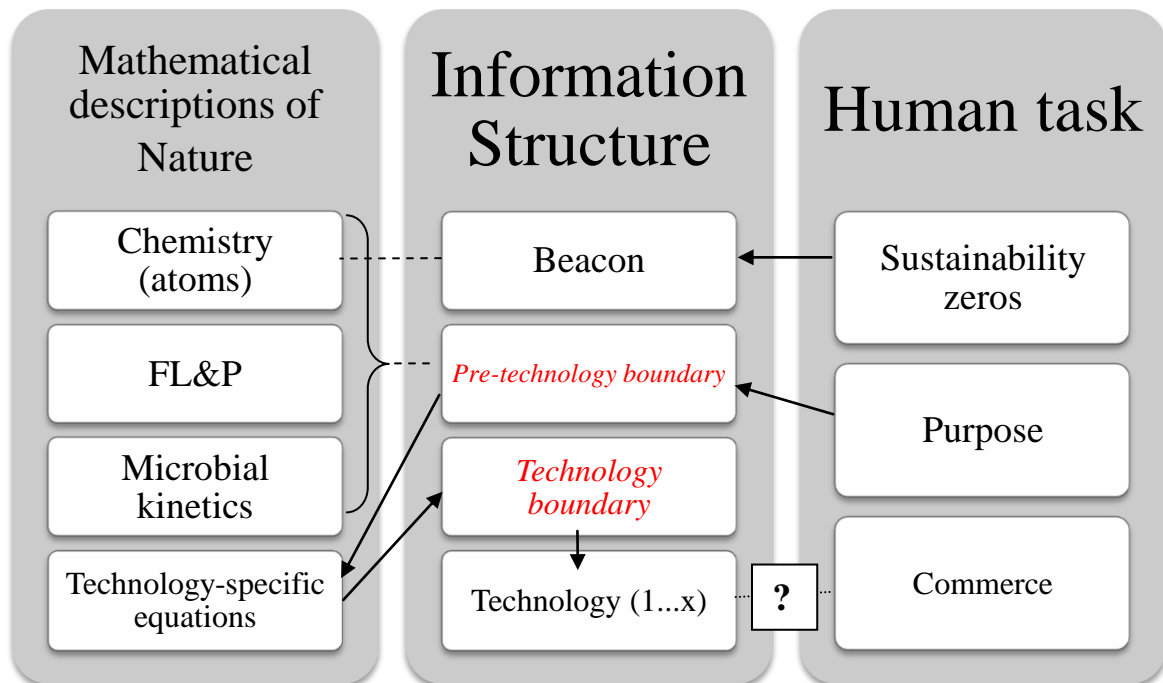 Mathematical
descriptions of
Nature
Chemistry
(atoms)
FL&P
Microbial
kinetics
Technology-specific
equations
Information
Structure
Beacon
Pre-technology boundary
Technology
boundary
Technology (1...x)
?
Human task
Sustainability
zeros
Purpose
Commerce